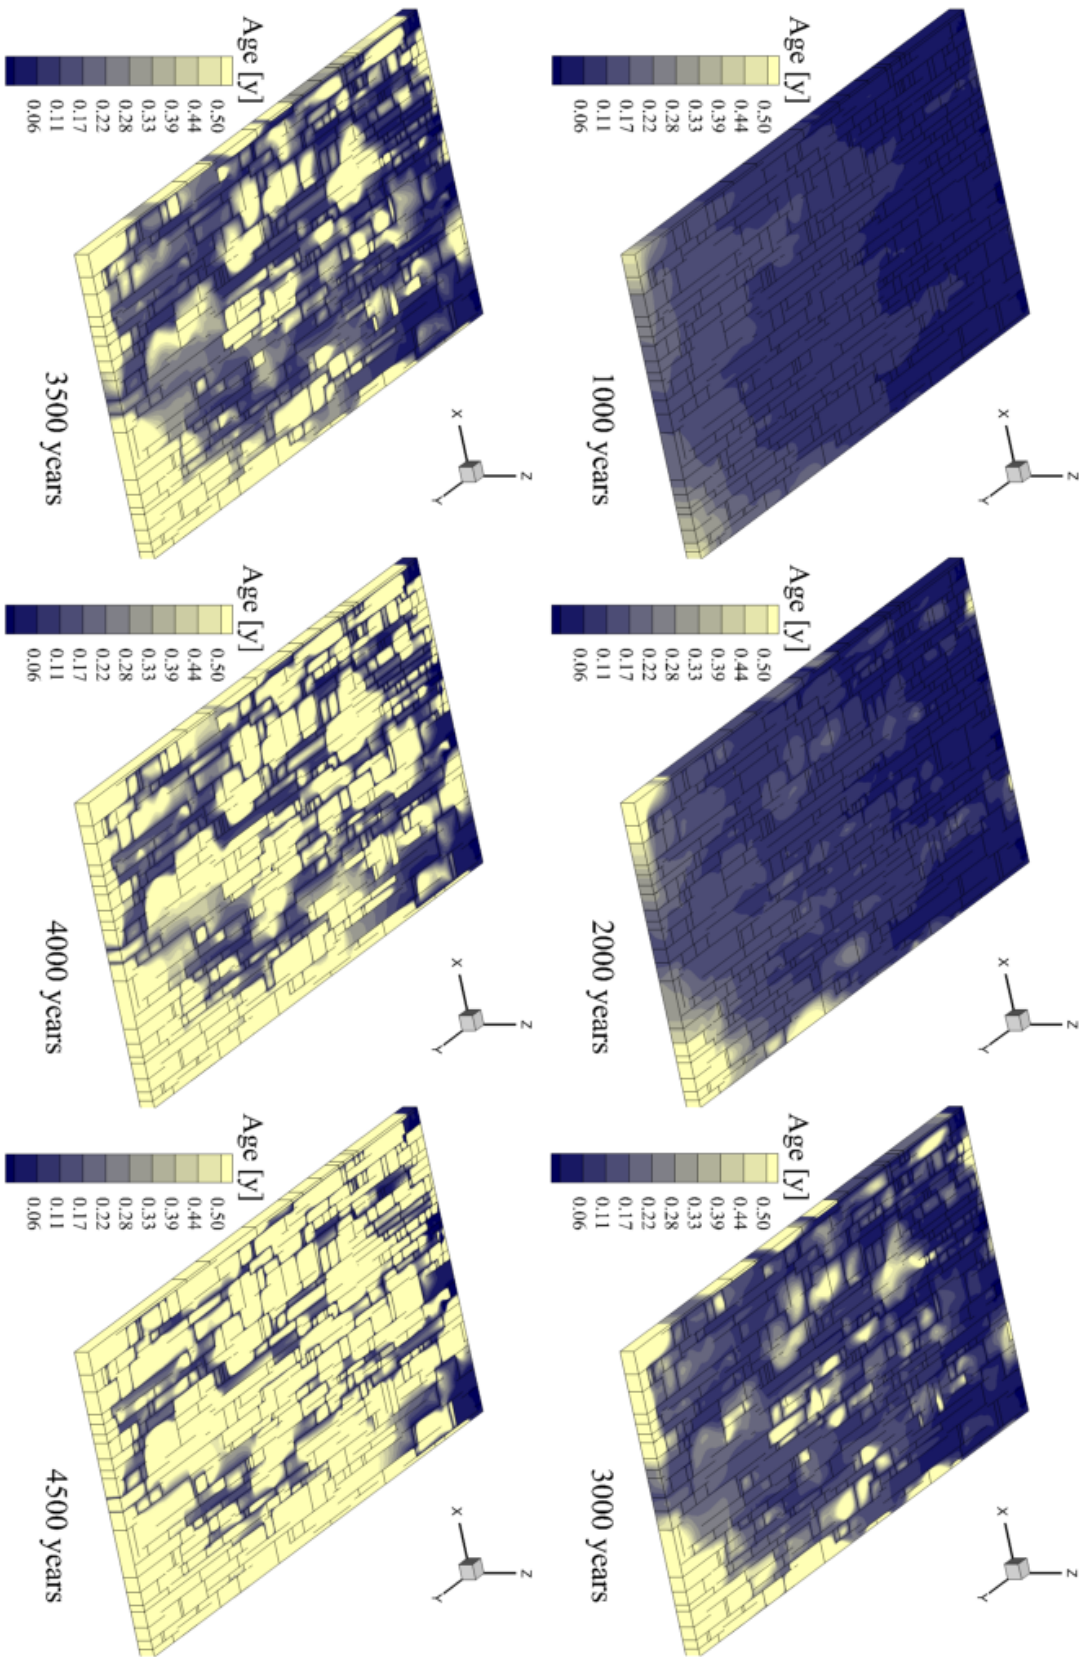 Z
X
Y
Age [y]
0.50
0.44
0.39
0.33
0.28
0.22
0.17
0.11
0.06
1000 years
Z
X
Y
Age [y]
0.50
0.44
0.39
0.33
0.28
0.22
0.17
0.11
0.06
2000 years
Z
X
Y
Age [y]
0.50
0.44
0.39
0.33
0.28
0.22
0.17
0.11
0.06
3000 years
Z
X
Y
Age [y]
0.50
0.44
0.39
0.33
0.28
0.22
0.17
0.11
0.06
3500 years
Z
X
Y
Age [y]
0.50
0.44
0.39
0.33
0.28
0.22
0.17
0.11
0.06
4000 years
Z
X
Y
Age [y]
0.50
0.44
0.39
0.33
0.28
0.22
0.17
0.11
0.06
4500 years